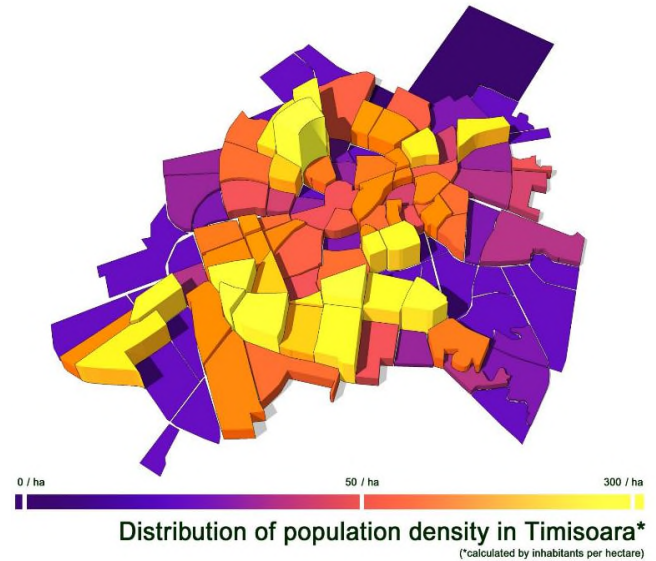 0 / ha 50 / ha 300 / ha
Distribution of population density in Timisoara*
(*calculated by inhabitants per hectare)